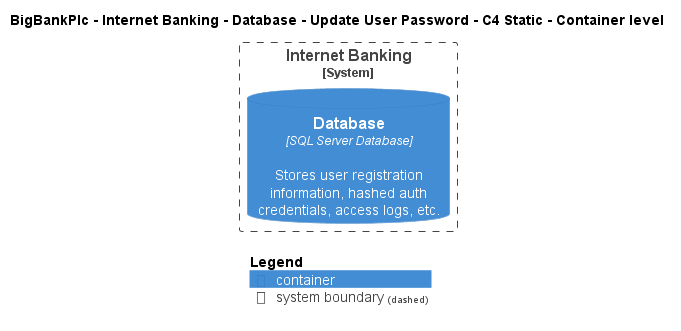 BigBankPlc - Internet Banking - Database - Update User Password - C4 Static - Container level
Internet Banking
[System]
Database
[SQL Server Database]
Stores user registration
information, hashed auth
credentials, access logs, etc.
Legend
container
system boundary (dashed)